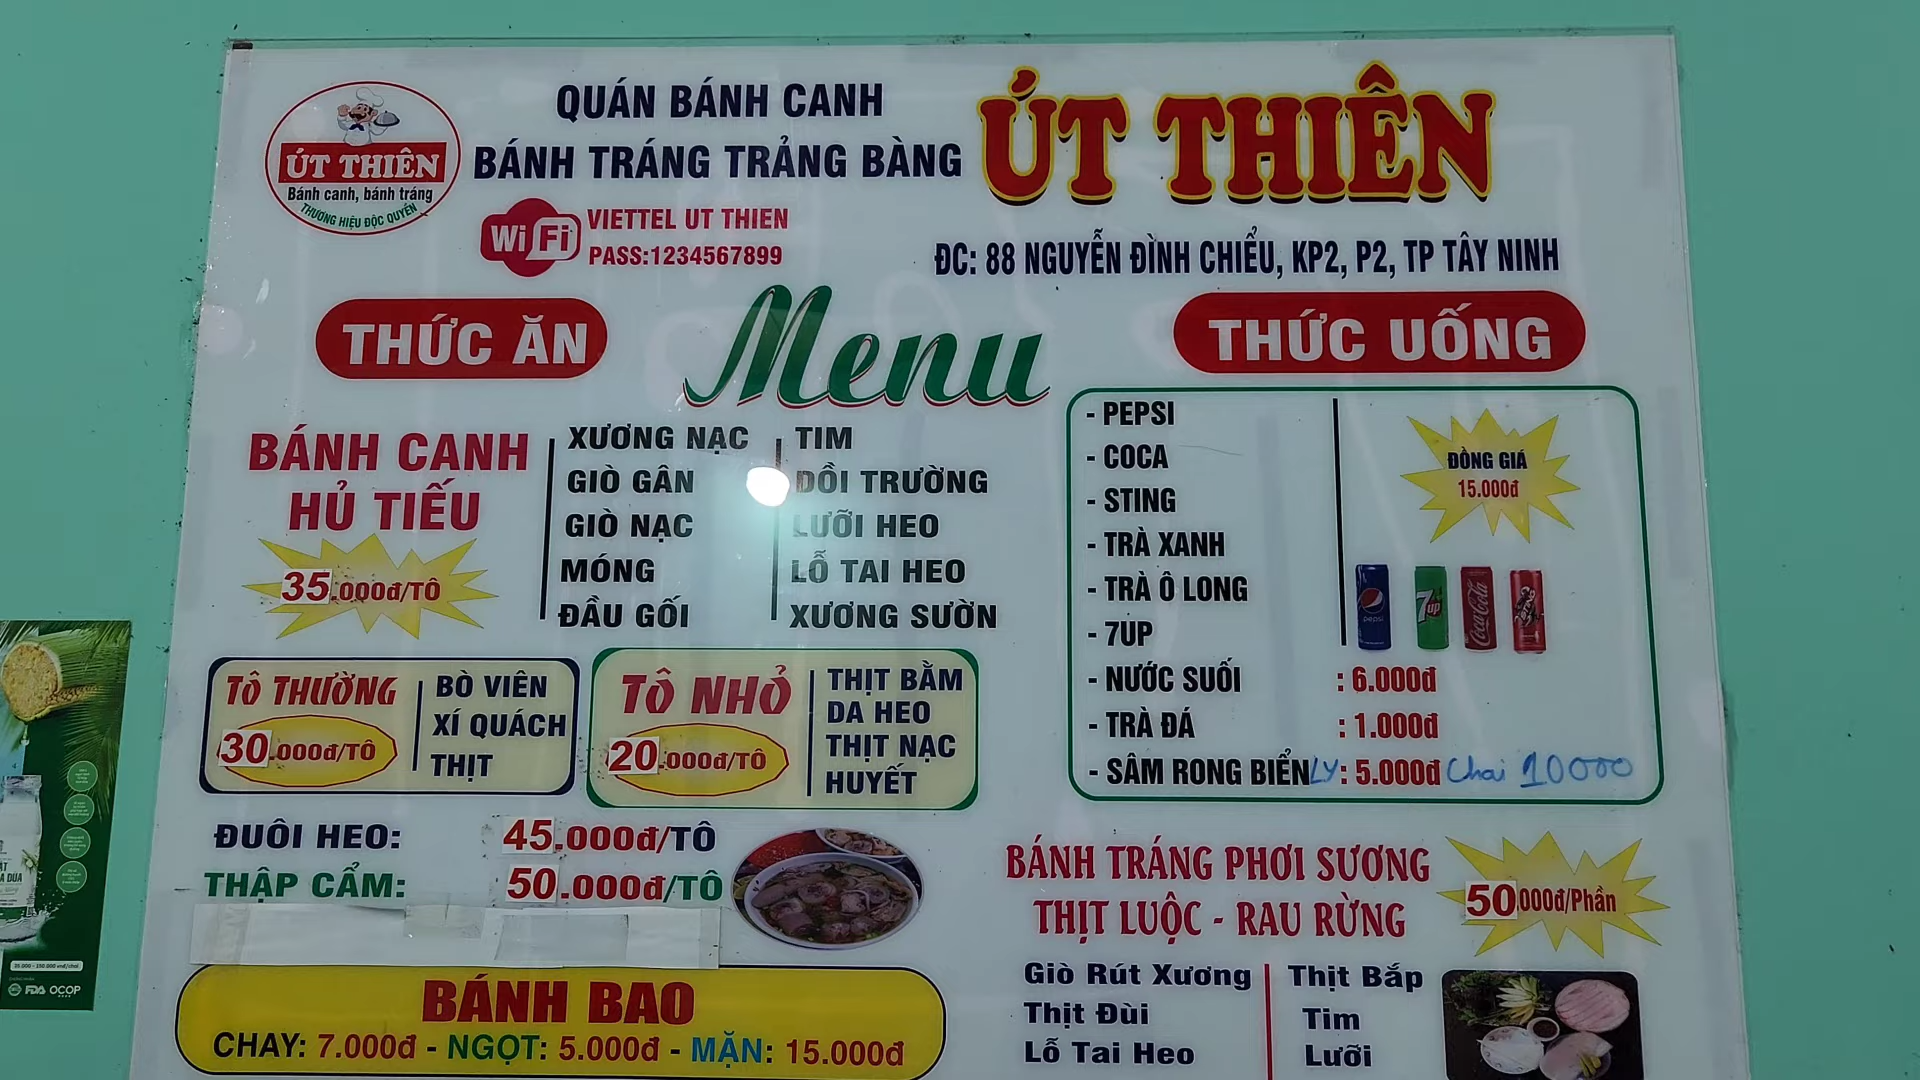 ÚT THIÊN
Bánh canh, bánh tráng
THƯƠNG HIỆU ĐỘC QUYỀN
QUÁN BÁNH CANH
BÁNH TRÁNG TRẢNG BÀNG
ÚT THIÊN
WiFi
VIETTEL UT THIEN
PASS:1234567899
ĐC: 88 NGUYỄN ĐÌNH CHIỂU, KP2, P2, TP TÂY NINH
Menu
THỨC ĂN
BÁNH CANH
HỦ TIẾU
35.000đ/TÔ
XƯƠNG NẠC
GIÒ GÂN
GIÒ NẠC
MÓNG
ĐẦU GỐI
TIM
DỒI TRƯỜNG
LƯỠI HEO
LỖ TAI HEO
XƯƠNG SƯỜN
TÔ THƯỜNG
30.000đ/TÔ
BÒ VIÊN
XÍ QUÁCH
THỊT
TÔ NHỎ
20.000đ/TÔ
THỊT BẰM
DA HEO
THỊT NẠC
HUYẾT
ĐUÔI HEO: 45.000đ/TÔ
THẬP CẨM: 50.000đ/TÔ
BÁNH BAO
CHAY: 7.000đ - NGỌT: 5.000đ - MẶN: 15.000đ
THỨC UỐNG
- PEPSI
- COCA
- STING
- TRÀ XANH
- TRÀ Ô LONG
- 7UP
ĐỒNG GIÁ
15.000đ
pepsi
7up
Coca-Cola
- NƯỚC SUỐI : 6.000đ
- TRÀ ĐÁ : 1.000đ
- SÂM RONG BIỂN LY : 5.000đ Chai 10000
BÁNH TRÁNG PHƠI SƯƠNG
THỊT LUỘC - RAU RỪNG
50.000đ/Phần
Giò Rút Xương
Thịt Đùi
Lỗ Tai Heo
Thịt Bắp
Tim
Lưỡi
FDA OCOP